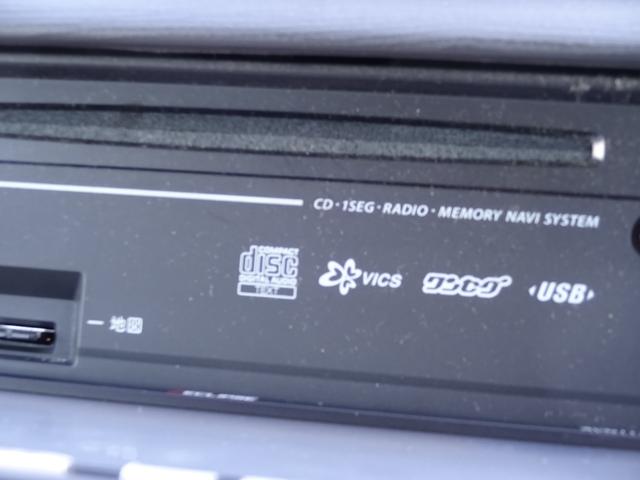 CD・1SEG・RADIO・MEMORY NAVI SYSTEM
COMPACT
disc
DIGITAL AUDIO
TEXT
VICS
ワンセグ
USB
地図
ECLIPSE